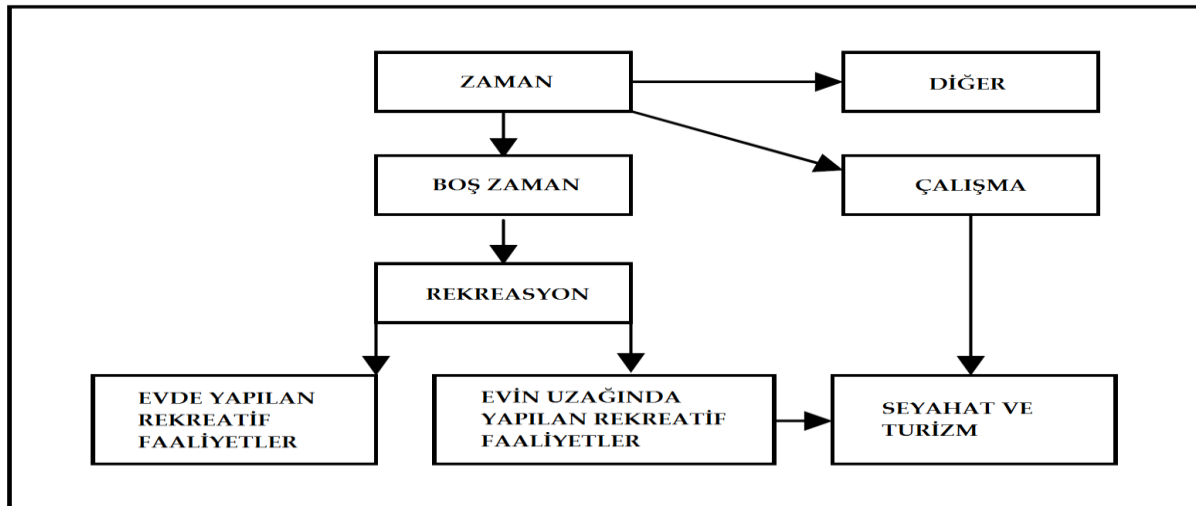 ZAMAN
DİĞER
BOŞ ZAMAN
ÇALIŞMA
REKREASYON
EVDE YAPILAN
REKREATİF
FAALİYETLER
EVİN UZAĞINDA
YAPILAN REKREATİF
FAALİYETLER
SEYAHAT VE
TURİZM